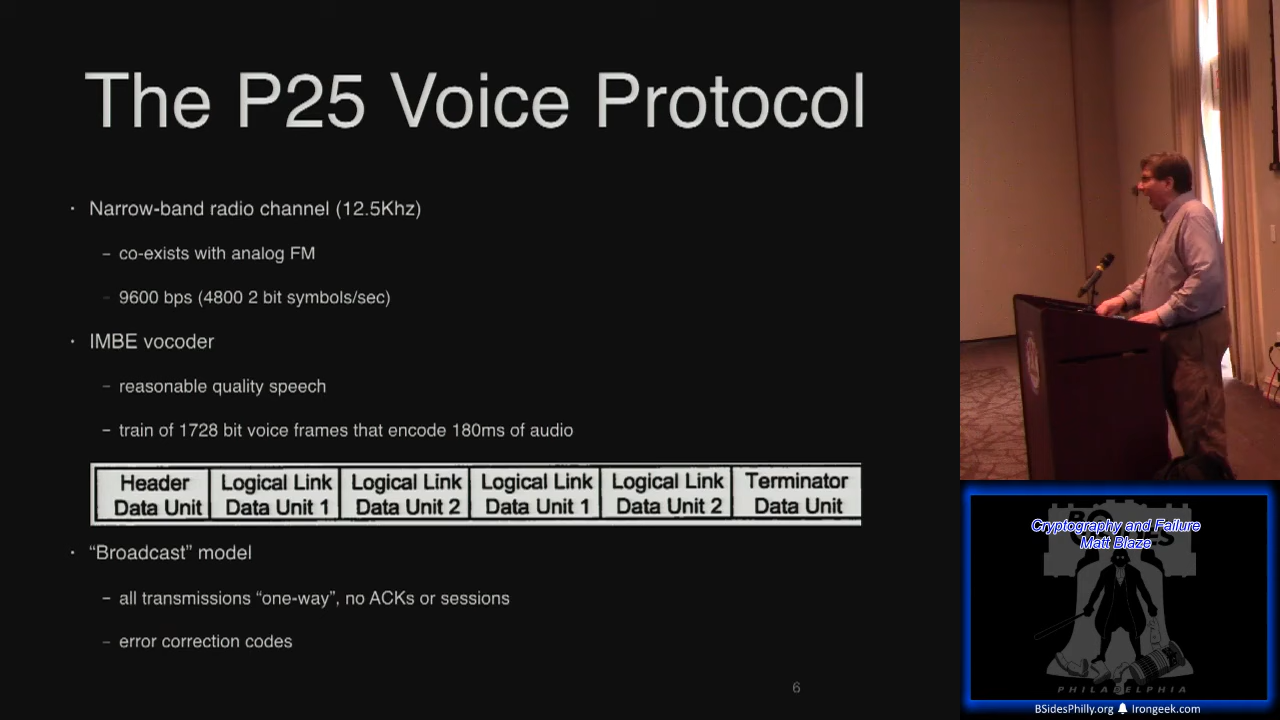 The P25 Voice Protocol
· Narrow-band radio channel (12.5Khz)
– co-exists with analog FM
– 9600 bps (4800 2 bit symbols/sec)
· IMBE vocoder
– reasonable quality speech
– train of 1728 bit voice frames that encode 180ms of audio
Header Data Unit
Logical Link Data Unit 1
Logical Link Data Unit 2
Logical Link Data Unit 1
Logical Link Data Unit 2
Terminator Data Unit
· “Broadcast” model
– all transmissions “one-way”, no ACKs or sessions
– error correction codes
6
Cryptography and Failure
Matt Blaze
PHILADELPHIA
BSidesPhilly.org Irongeek.com